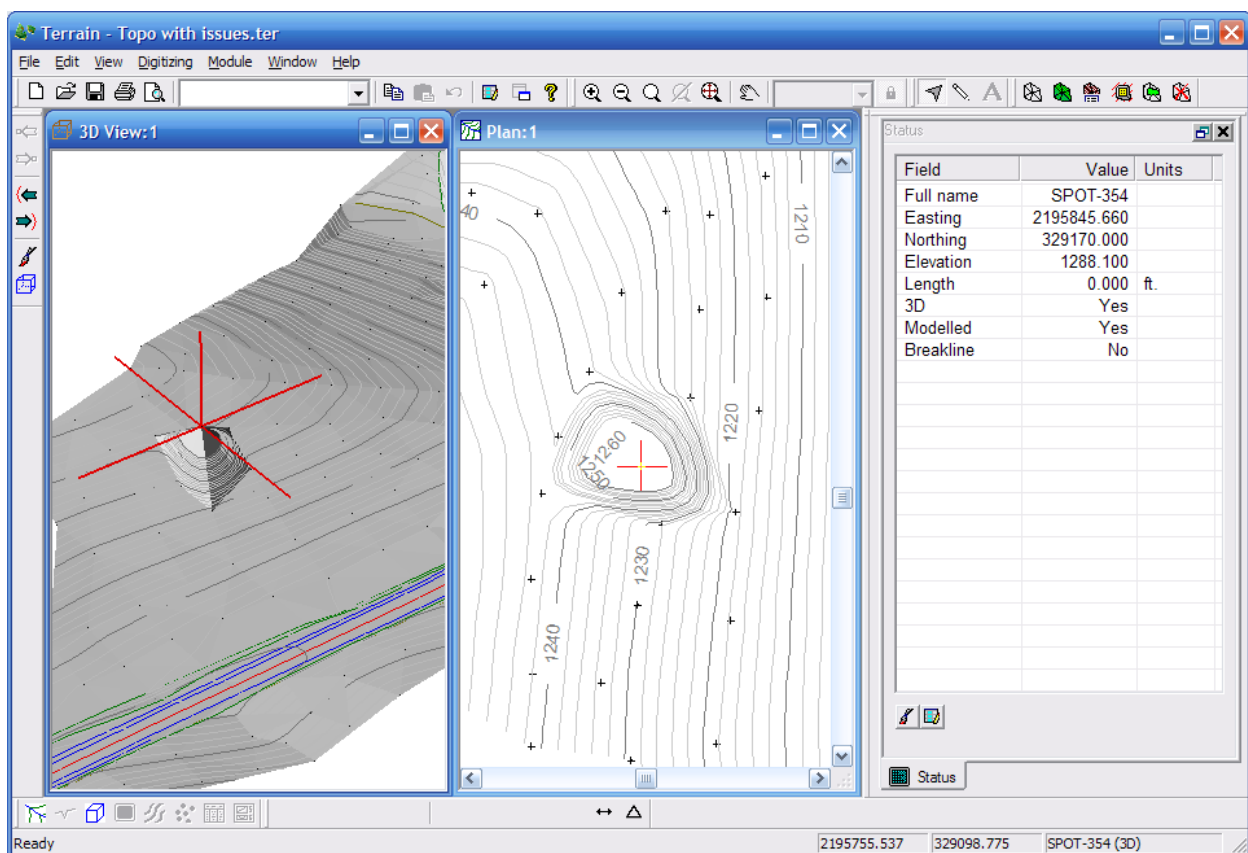 Terrain - Topo with issues.ter
File Edit View Digitizing Module Window Help
3D View:1
Plan:1
Status
Field Value Units
Full name SPOT-354
Easting 2195845.660
Northing 329170.000
Elevation 1288.100
Length 0.000 ft.
3D Yes
Modelled Yes
Breakline No
40
1210
1220
1260
1250
1230
1240
Status
Ready
2195755.537 329098.775 SPOT-354 (3D)